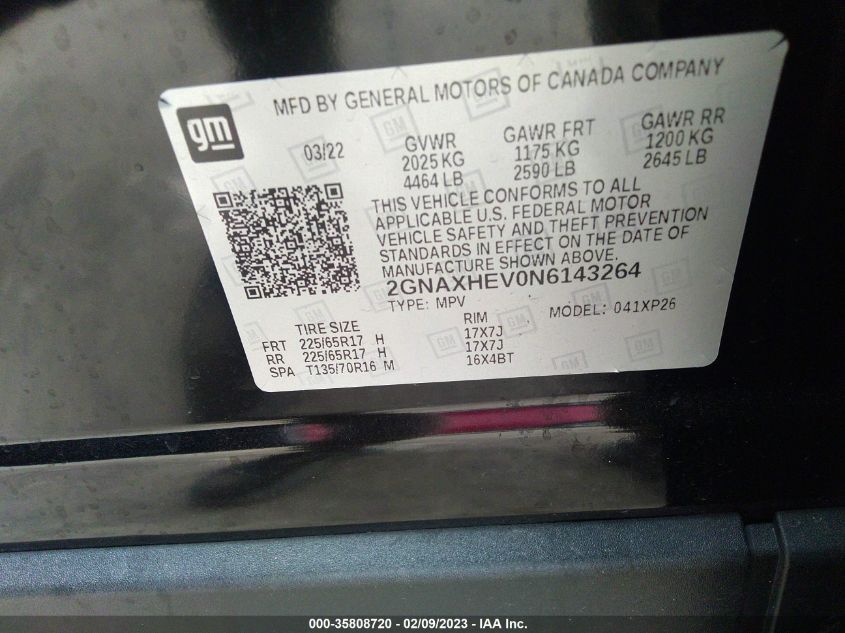 MFD BY GENERAL MOTORS OF CANADA COMPANY
gm
03/22
GVWR GAWR FRT GAWR RR
2025 KG 1175 KG 1200 KG
4464 LB 2590 LB 2645 LB
THIS VEHICLE CONFORMS TO ALL
APPLICABLE U.S. FEDERAL MOTOR
VEHICLE SAFETY AND THEFT PREVENTION
STANDARDS IN EFFECT ON THE DATE OF
MANUFACTURE SHOWN ABOVE.
2GNAXHEV0N6143264
TYPE: MPV MODEL: 041XP26
TIRE SIZE RIM
FRT 225/65R17 H 17X7J
RR 225/65R17 H 17X7J
SPA T135/70R16 M 16X4BT
000-35808720 - 02/09/2023 - IAA Inc.